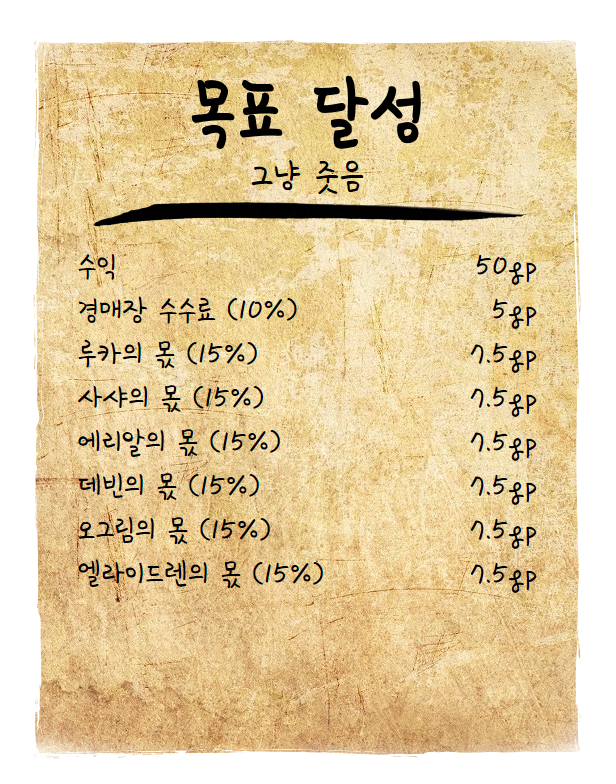 목표 달성
그냥 줏음
수익 50gp
경매장 수수료 (10%) 5gp
루카의 몫 (15%) 7.5gp
사샤의 몫 (15%) 7.5gp
에리알의 몫 (15%) 7.5gp
데빈의 몫 (15%) 7.5gp
오그림의 몫 (15%) 7.5gp
엘라이드렌의 몫 (15%) 7.5gp